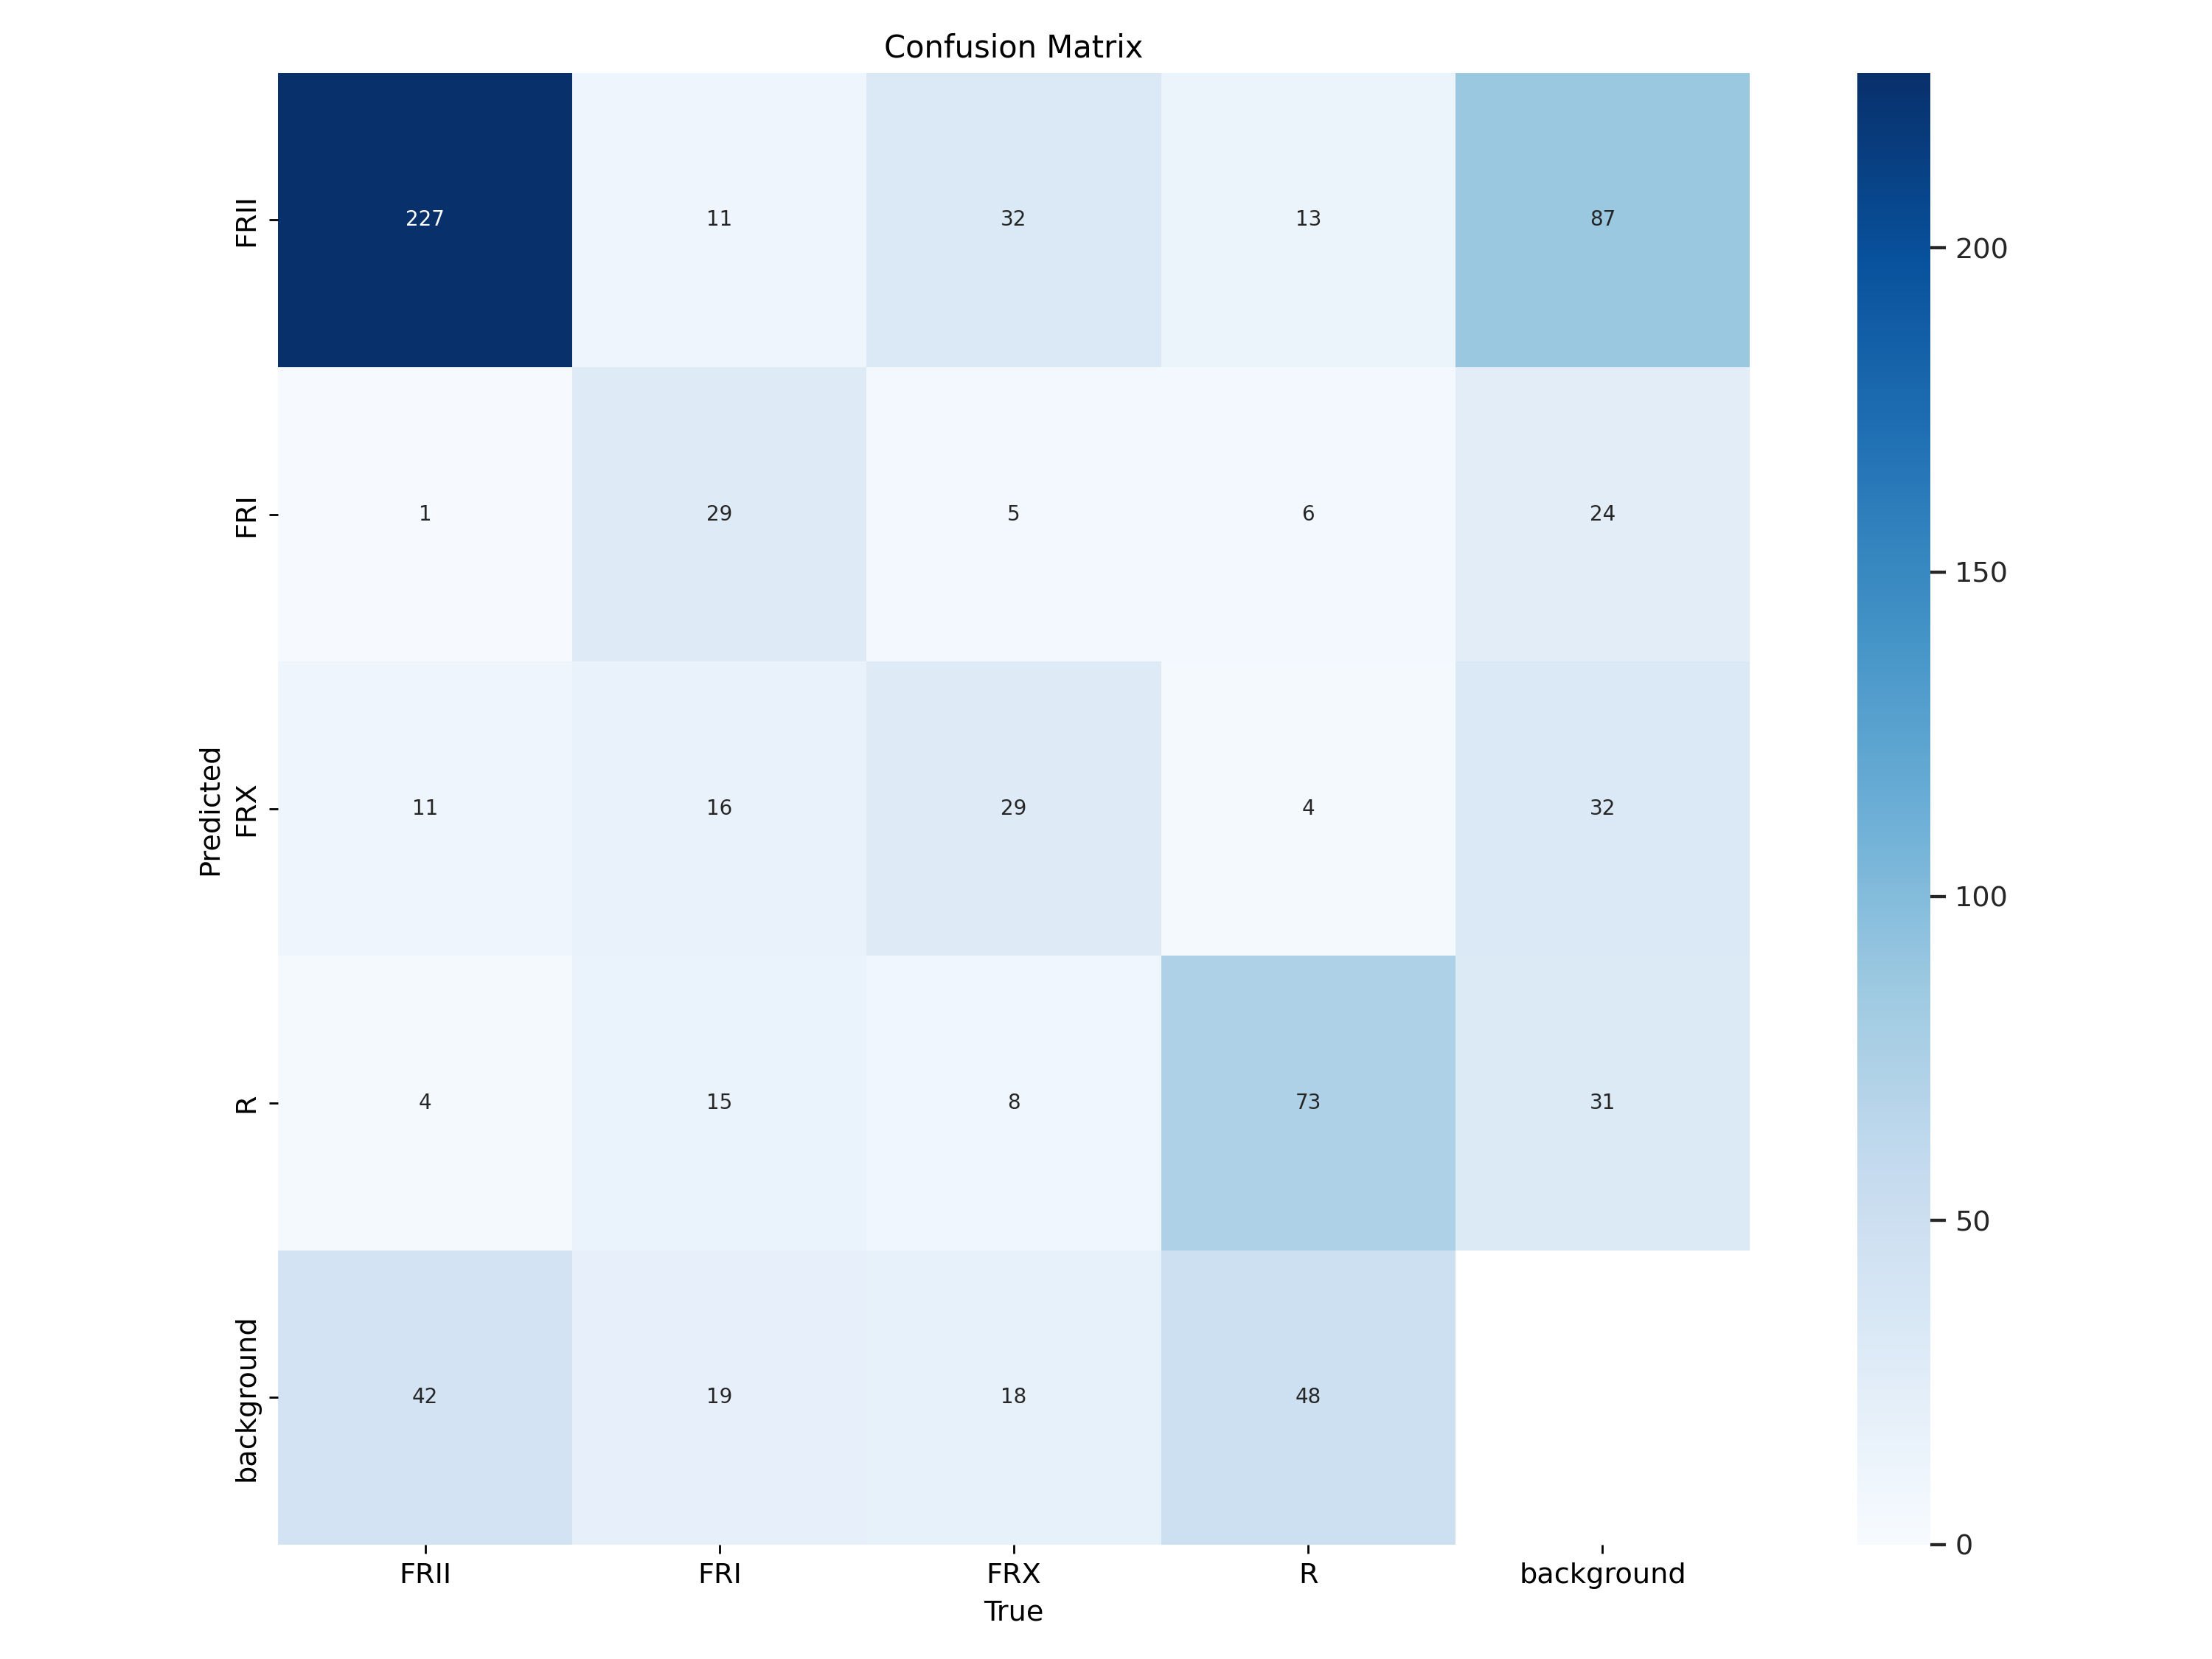 Confusion Matrix
FRII 227 11 32 13 87
FRI 1 29 5 6 24
FRX 11 16 29 4 32
R 4 15 8 73 31
background 42 19 18 48
FRII FRI FRX R background
True
Predicted
200
150
100
50
0